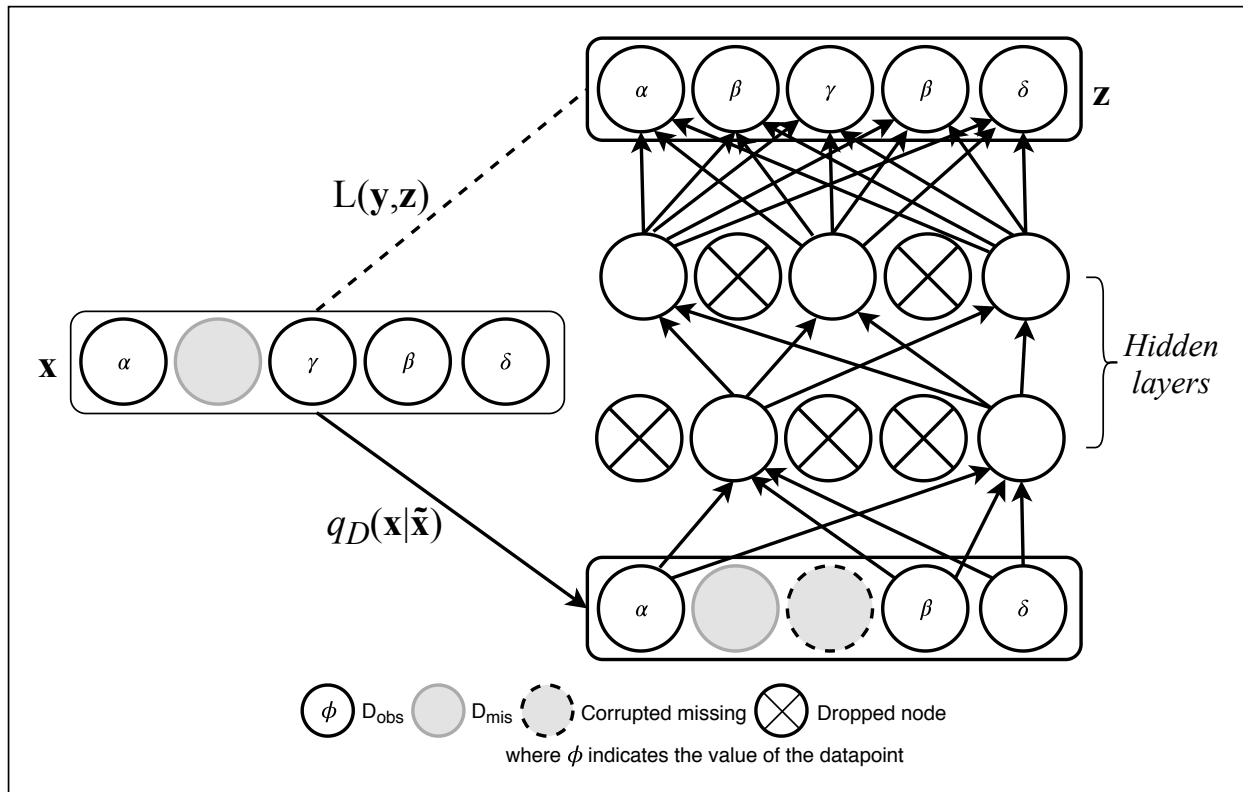 α β γ β δ z
L(y,z)
x α γ β δ
Hidden
layers
q_D(x|x̃)
α β δ
ϕ D_obs D_mis Corrupted missing Dropped node
where ϕ indicates the value of the datapoint